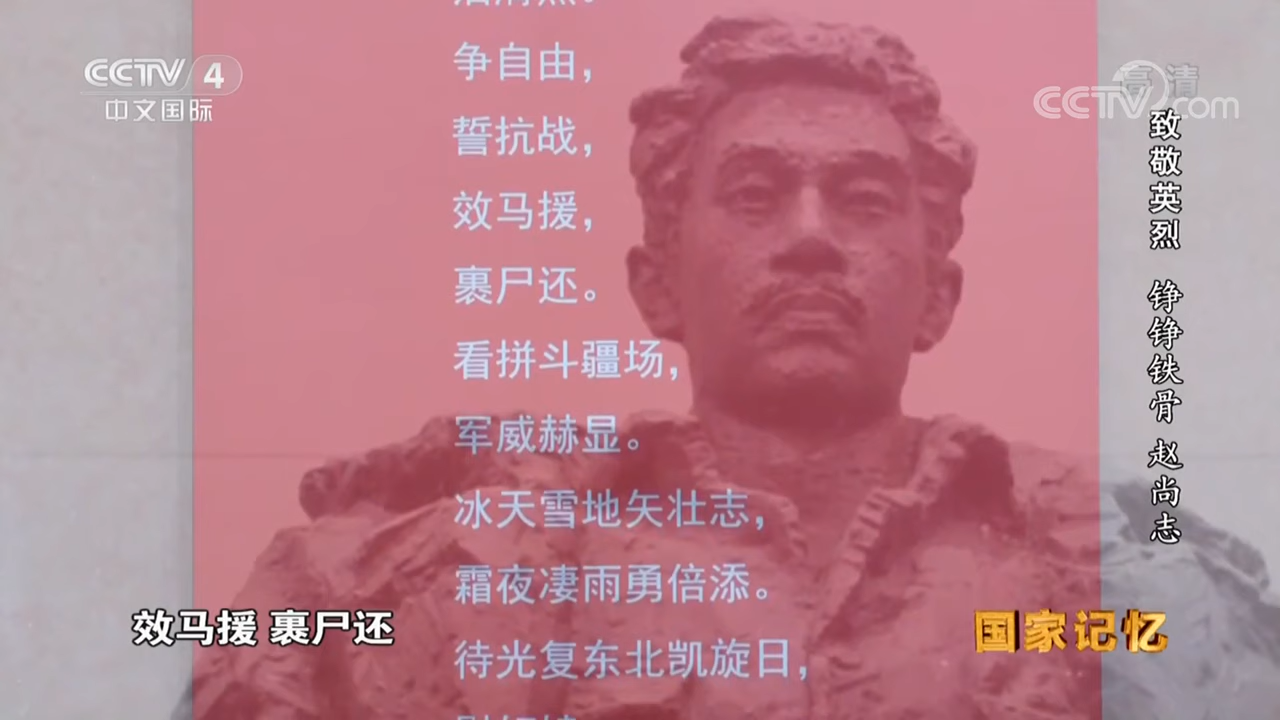 CCTV 4
中文国际
高清
CCTV.com
争自由，
誓抗战，
效马援，
裹尸还。
看拼斗疆场，
军威赫显。
冰天雪地矢壮志，
霜夜凄雨勇倍添。
待光复东北凯旋日，
致敬英烈 铮铮铁骨 赵尚志
效马援 裹尸还
国家记忆